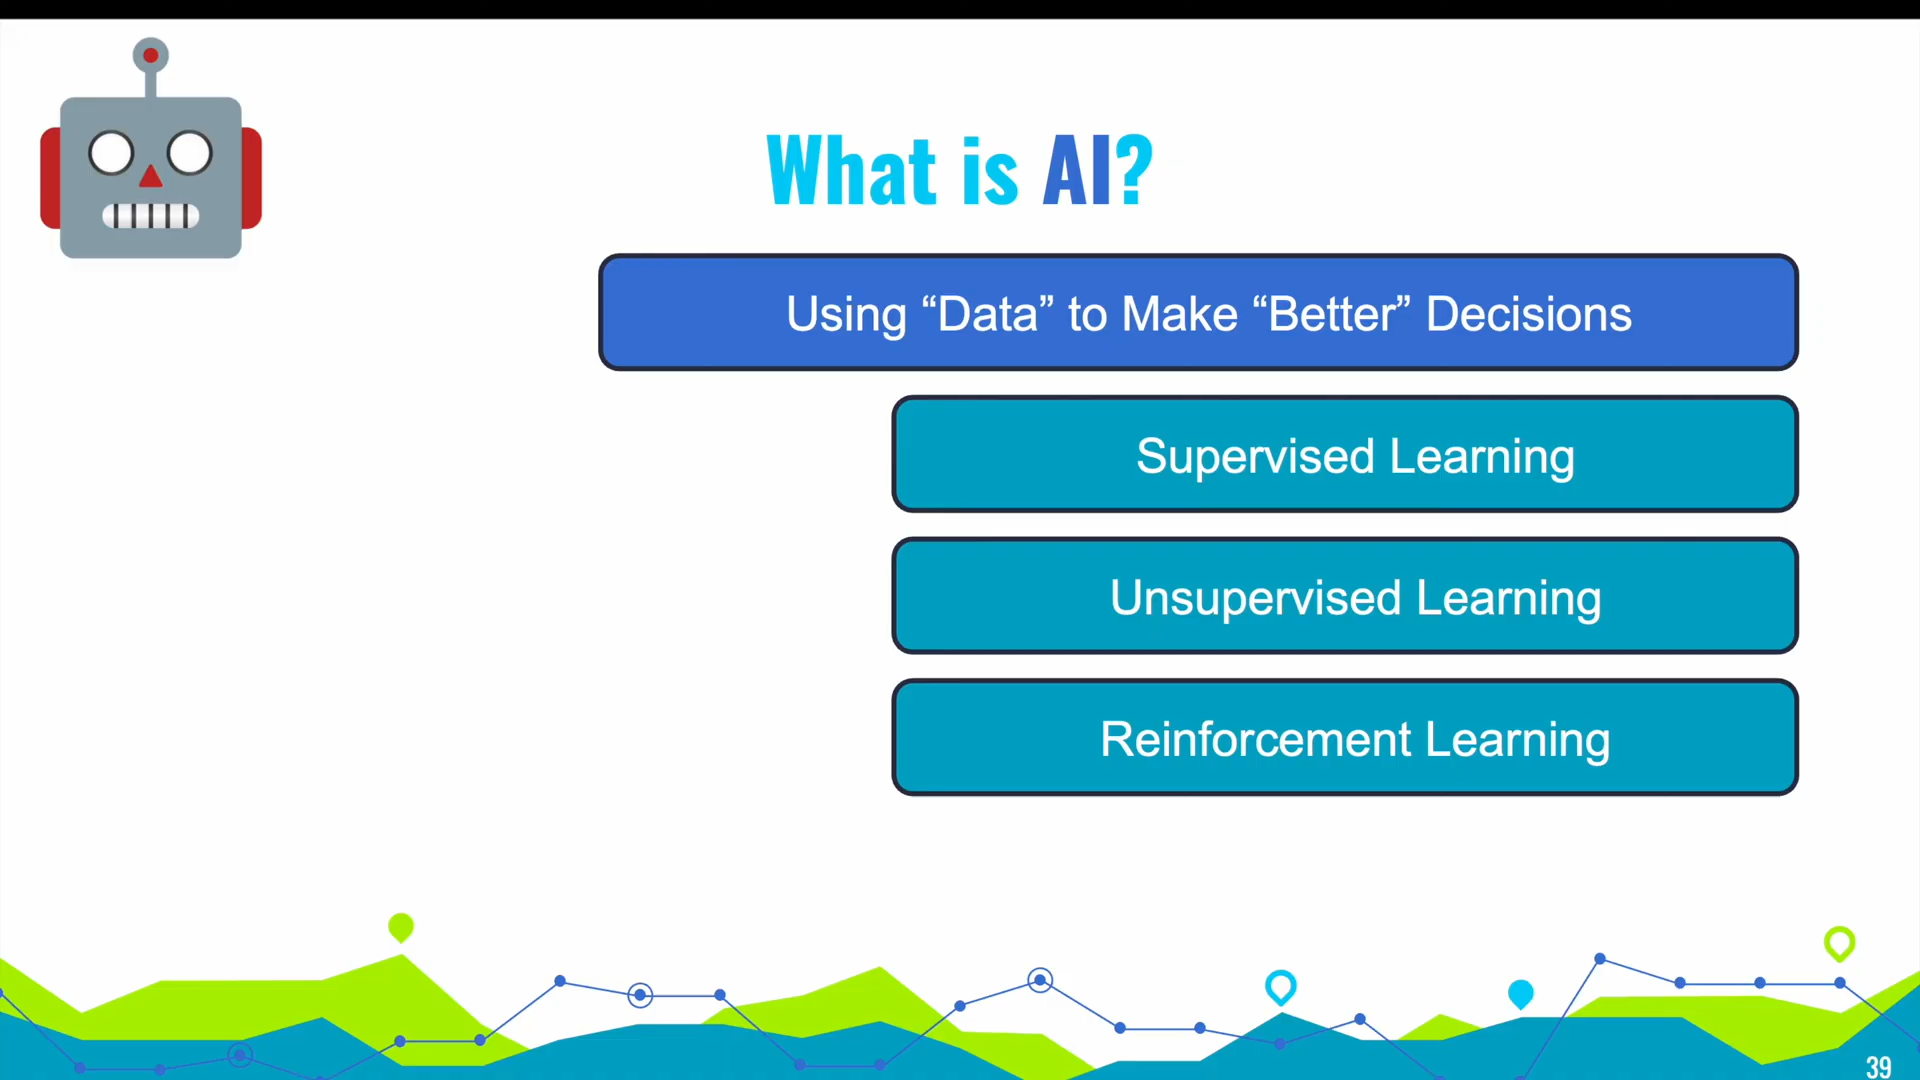 What is AI?
Using “Data” to Make “Better” Decisions
Supervised Learning
Unsupervised Learning
Reinforcement Learning
39